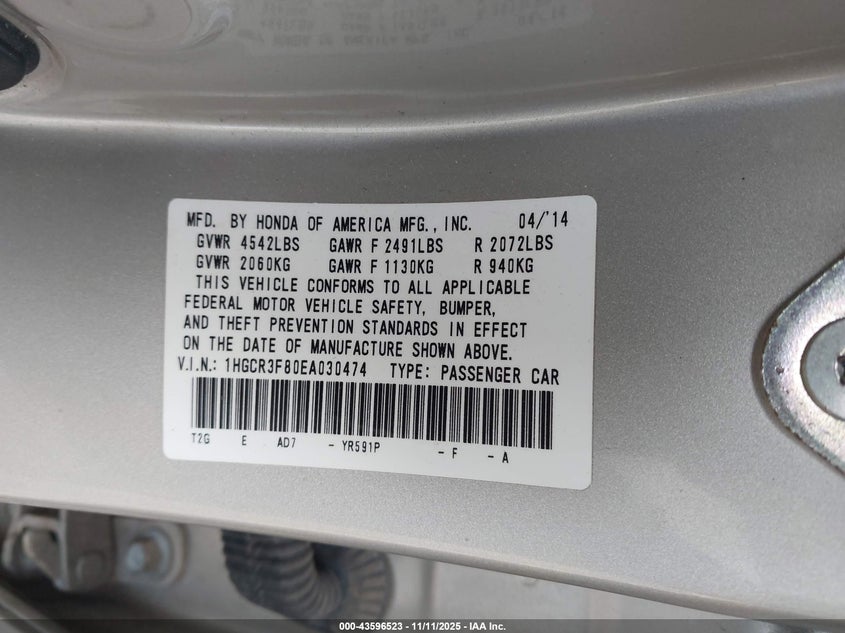 MFD. BY HONDA OF AMERICA MFG., INC. 04/'14
GVWR 4542LBS GAWR F 2491LBS R 2072LBS
GVWR 2060KG GAWR F 1130KG R 940KG
THIS VEHICLE CONFORMS TO ALL APPLICABLE
FEDERAL MOTOR VEHICLE SAFETY, BUMPER,
AND THEFT PREVENTION STANDARDS IN EFFECT
ON THE DATE OF MANUFACTURE SHOWN ABOVE.
V.I.N.: 1HGCR3F80EA030474 TYPE: PASSENGER CAR
T2G E AD7 - YR591P - F - A
000-43596523 - 11/11/2025 - IAA Inc.